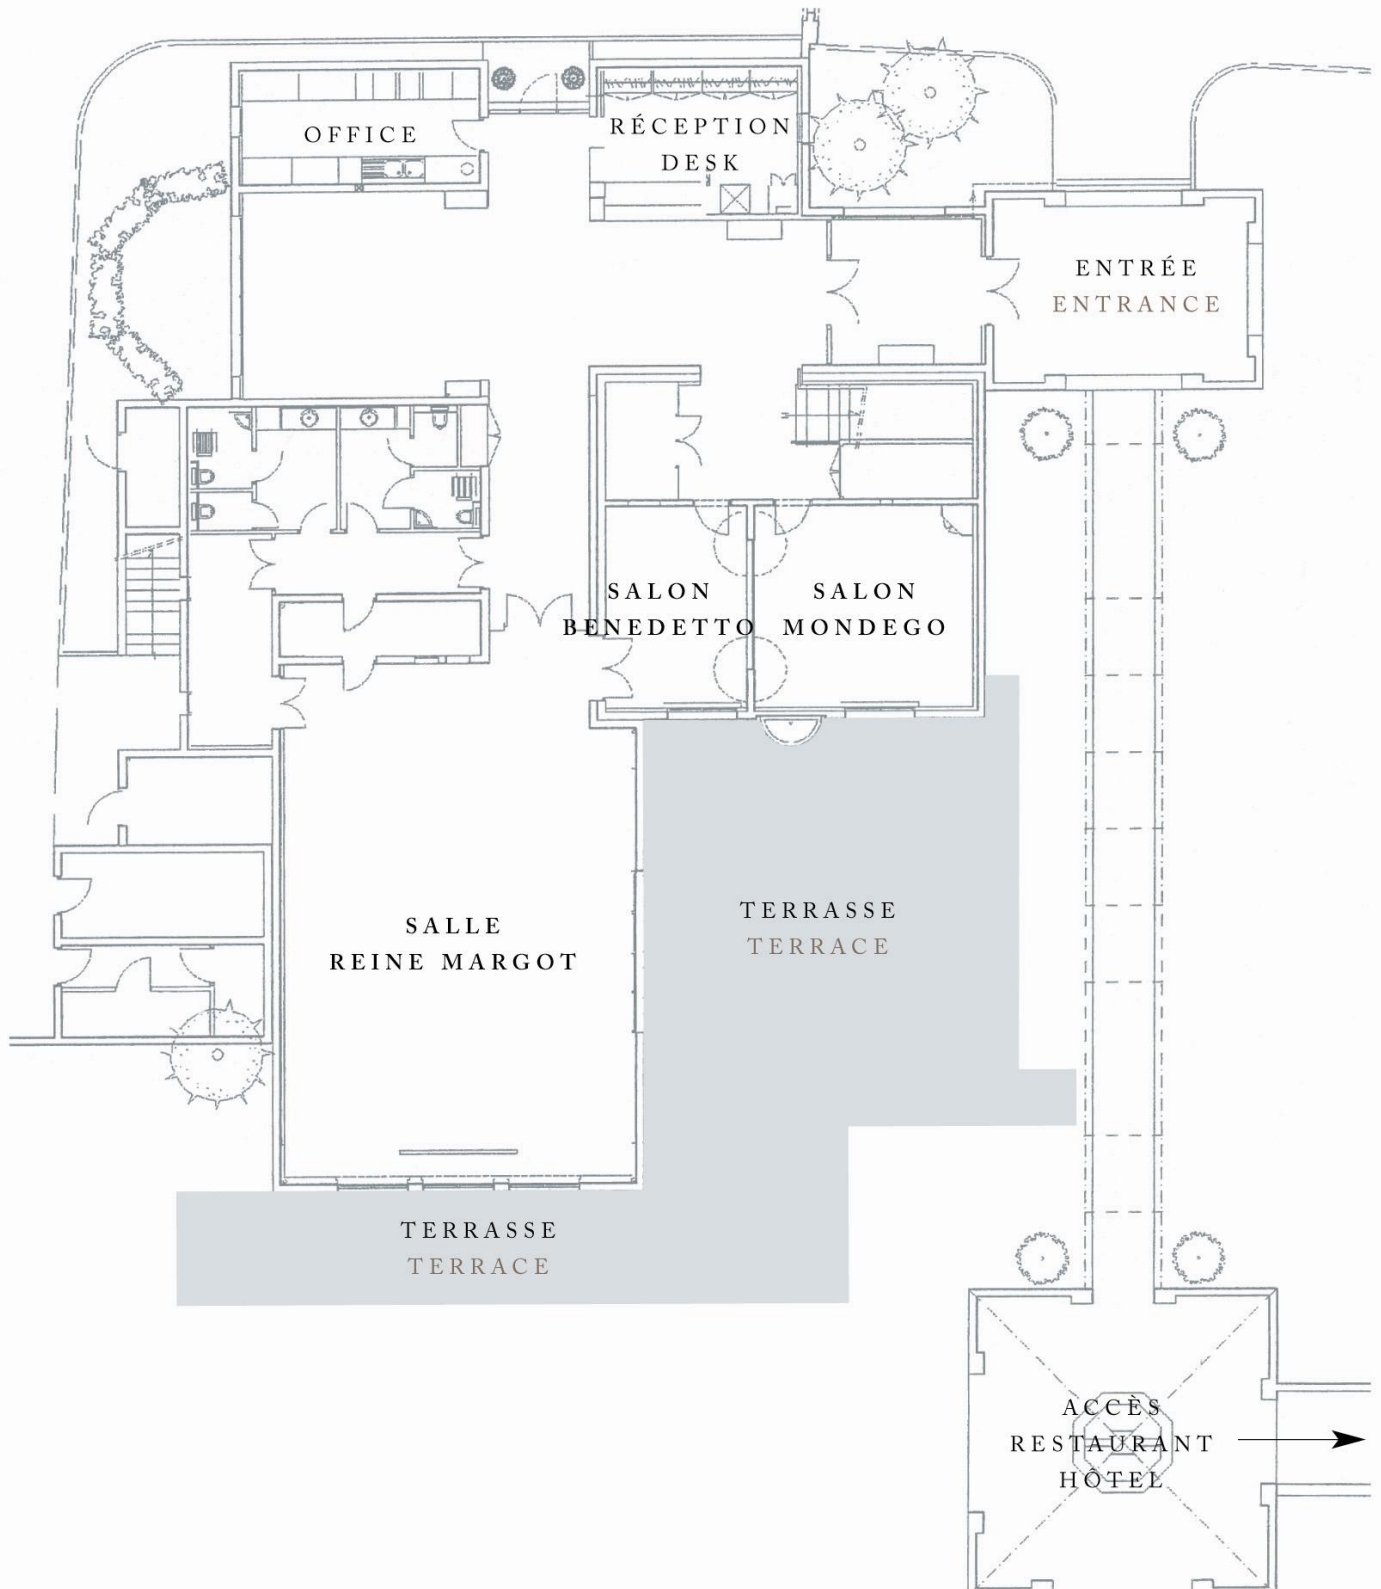 OFFICE
RÉCEPTION
DESK
ENTRÉE
ENTRANCE
SALON
BENEDETTO
SALON
MONDEGO
SALLE
REINE MARGOT
TERRASSE
TERRACE
TERRASSE
TERRACE
ACCÈS
RESTAURANT
HÔTEL